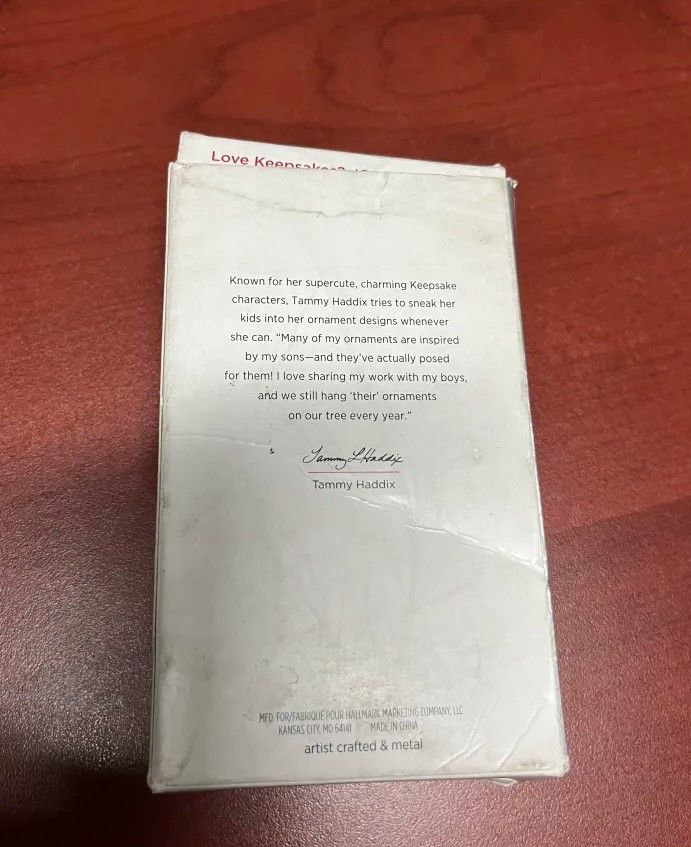 Love Keepsakes?
Known for her supercute, charming Keepsake
characters, Tammy Haddix tries to sneak her
kids into her ornament designs whenever
she can. “Many of my ornaments are inspired
by my sons—and they’ve actually posed
for them! I love sharing my work with my boys,
and we still hang ‘their’ ornaments
on our tree every year.”
Tammy L Haddix
Tammy Haddix
MFD. FOR/FABRIQUÉ POUR HALLMARK MARKETING COMPANY, LLC
KANSAS CITY, MO 64141 MADE IN CHINA
artist crafted & metal